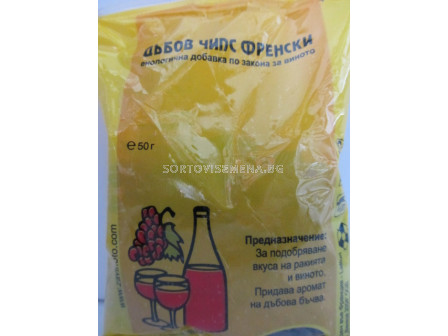 ДЪБОВ ЧИПС ФРЕНСКИ
енологична добавка по закона за виното
℮ 50 г
SORTOVISEMENA.BG
Предназначение:
За подобряване
вкуса на ракията
и виното.
Придава аромат
на дъбова бъчва.